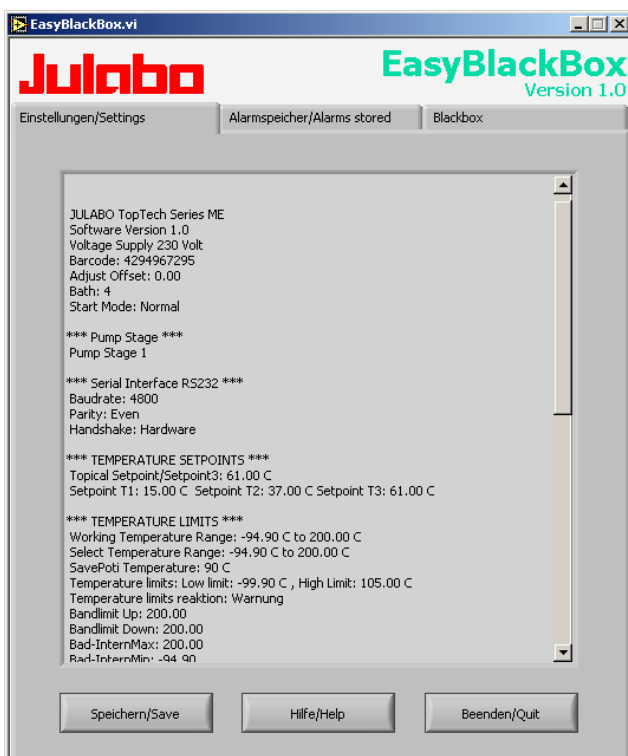 EasyBlackBox.vi
Julabo
EasyBlackBox
Version 1.0
Einstellungen/Settings
Alarmspeicher/Alarms stored
Blackbox
JULABO TopTech Series ME
Software Version 1.0
Voltage Supply 230 Volt
Barcode: 4294967295
Adjust Offset: 0.00
Bath: 4
Start Mode: Normal
*** Pump Stage ***
Pump Stage 1
*** Serial Interface RS232 ***
Baudrate: 4800
Parity: Even
Handshake: Hardware
*** TEMPERATURE SETPOINTS ***
Topical Setpoint/Setpoint3: 61.00 C
Setpoint T1: 15.00 C Setpoint T2: 37.00 C Setpoint T3: 61.00 C
*** TEMPERATURE LIMITS ***
Working Temperature Range: -94.90 C to 200.00 C
Select Temperature Range: -94.90 C to 200.00 C
SavePoti Temperature: 90 C
Temperature limits: Low limit: -99.90 C , High Limit: 105.00 C
Temperature limits reaktion: Warnung
Bandlimit Up: 200.00
Bandlimit Down: 200.00
Bad-InternMax: 200.00
Bad-InternMin: -94.90
Speichern/Save
Hilfe/Help
Beenden/Quit